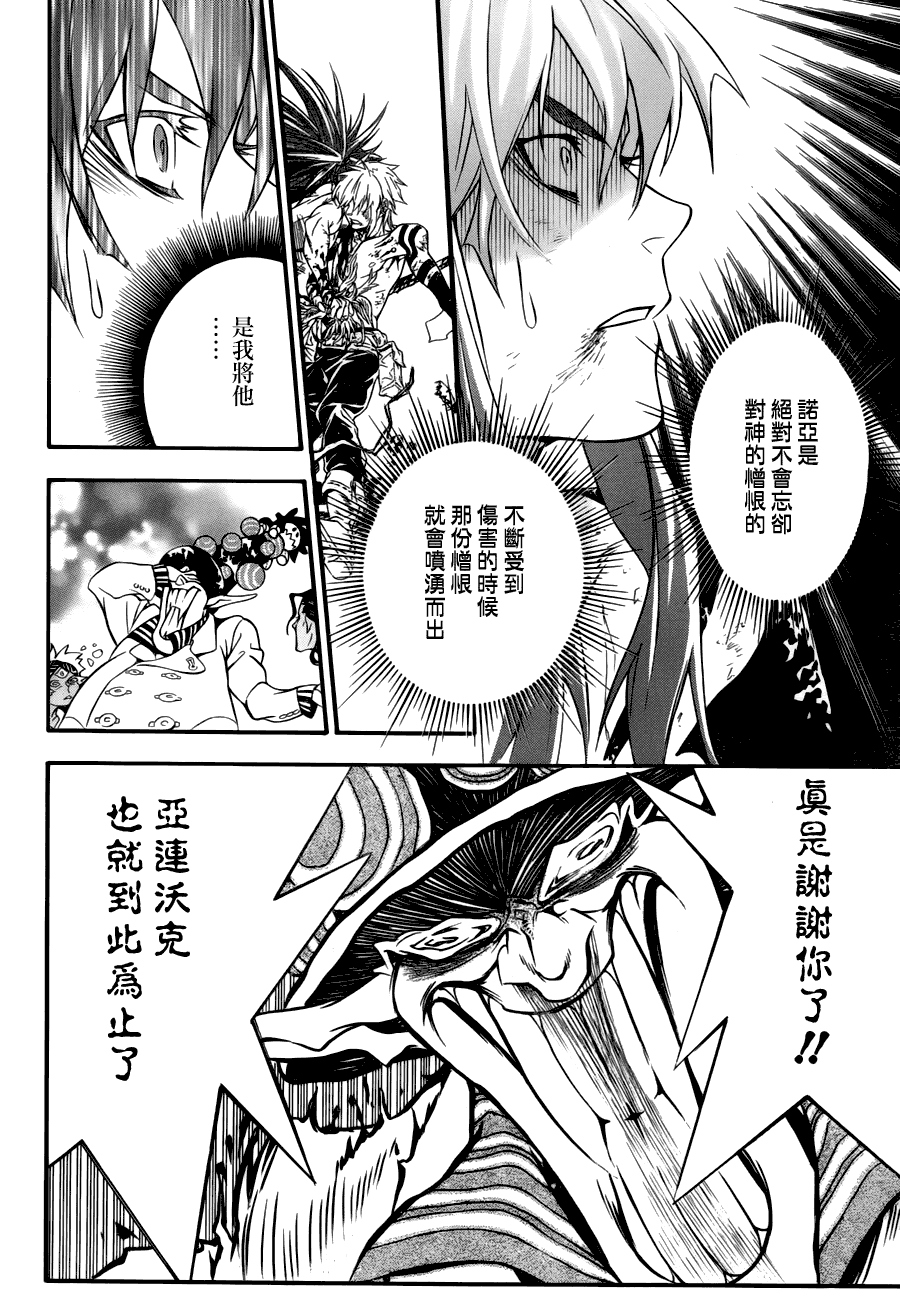 諾亞是
絕對不會忘卻
對神的憎恨的
不斷受到
傷害的時候
那份憎恨
就會噴湧而出
是我將他
……
真是謝謝你了!!
亞連沃克
也就到此為止了